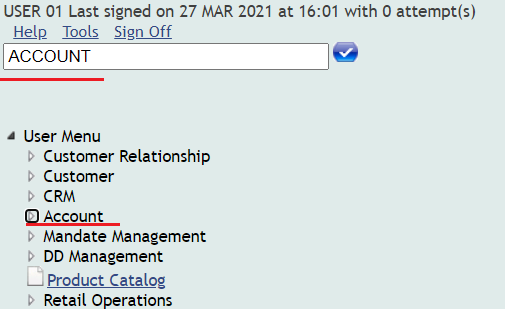 USER 01 Last signed on 27 MAR 2021 at 16:01 with 0 attempt(s)
Help Tools Sign Off
ACCOUNT
User Menu
Customer Relationship
Customer
CRM
Account
Mandate Management
DD Management
Product Catalog
Retail Operations